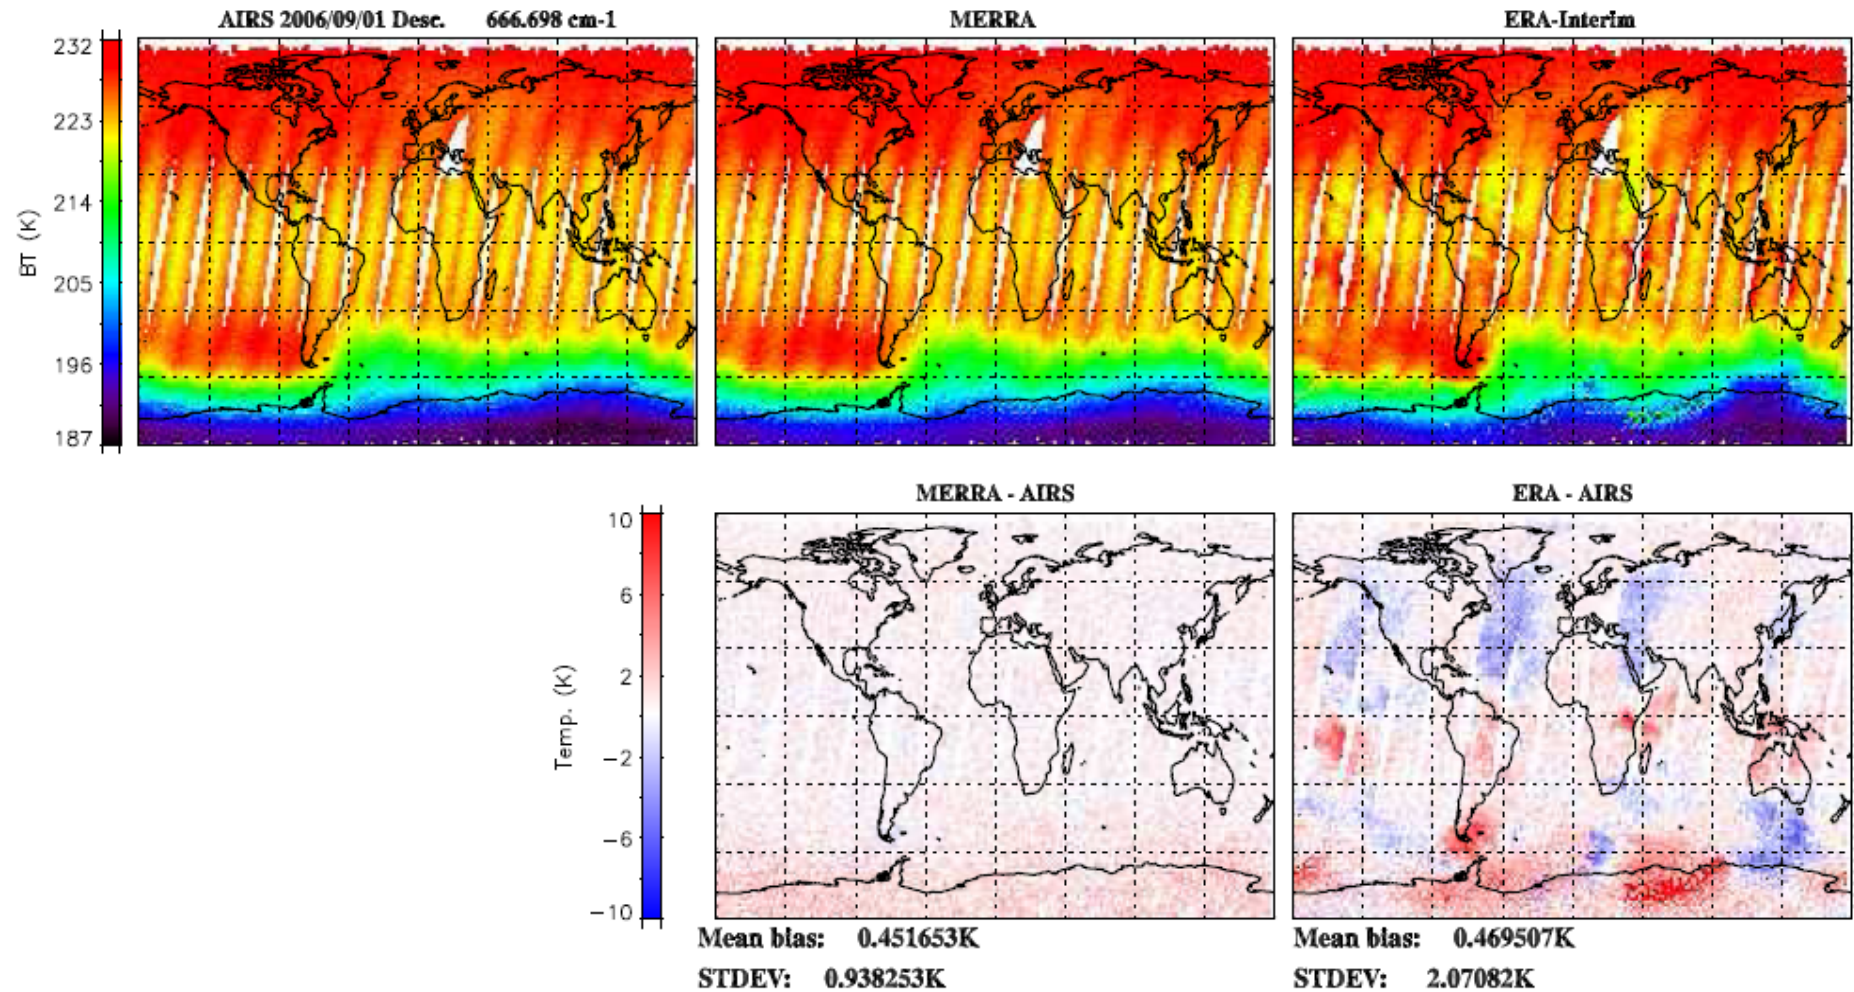 AIRS 2006/09/01 Desc. 666.698 cm-1
MERRA
ERA-Interim
BT (K)
232
223
214
205
196
187
MERRA - AIRS
ERA - AIRS
Temp. (K)
10
6
2
-2
-6
-10
Mean bias: 0.451653K
STDEV: 0.938253K
Mean bias: 0.469507K
STDEV: 2.07082K